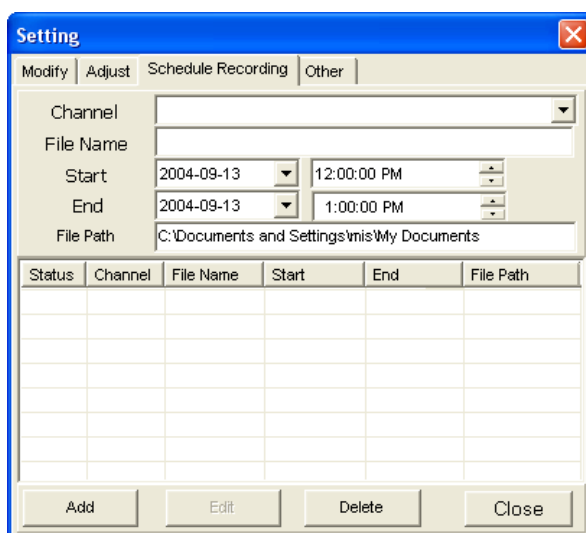 Setting
Modify Adjust Schedule Recording Other
Channel
File Name
Start 2004-09-13 12:00:00 PM
End 2004-09-13 1:00:00 PM
File Path C:\Documents and Settings\mis\My Documents
Status Channel File Name Start End File Path
Add Edit Delete Close